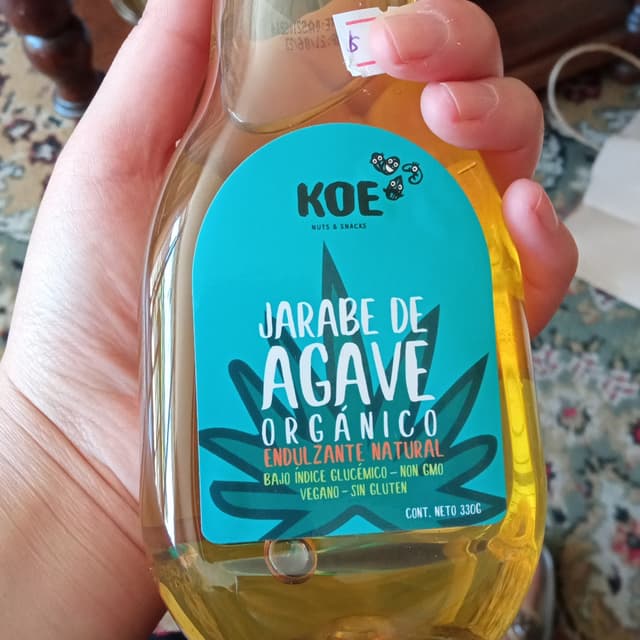 KOE
NUTS & SNACKS
JARABE DE
AGAVE
ORGÁNICO
ENDULZANTE NATURAL
BAJO ÍNDICE GLUCÉMICO – NON GMO
VEGANO – SIN GLUTEN
CONT. NETO 330G